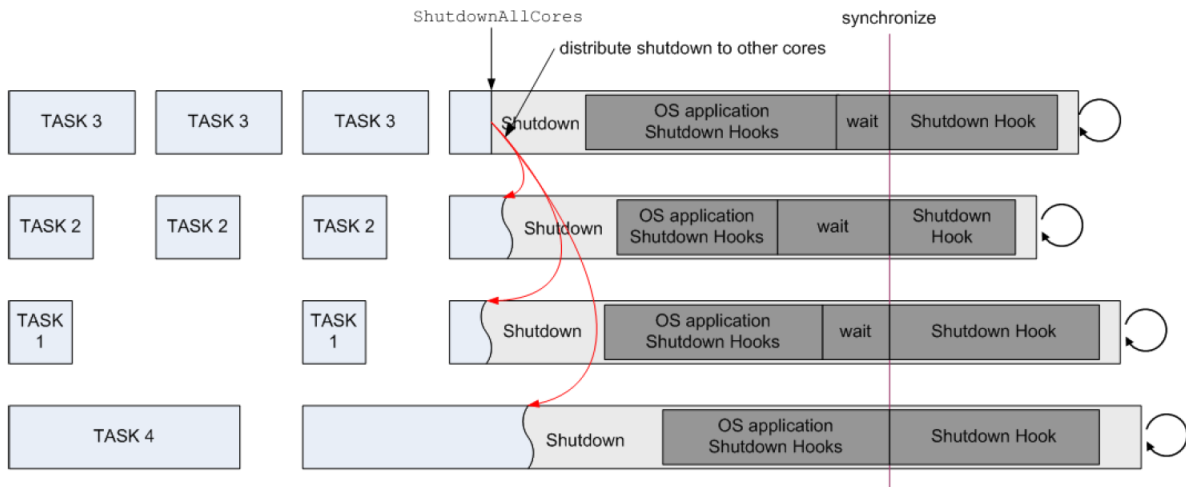 ShutdownAllCores
synchronize
distribute shutdown to other cores
TASK 3
TASK 3
TASK 3
Shutdown
OS application
Shutdown Hooks
wait
Shutdown Hook
TASK 2
TASK 2
TASK 2
Shutdown
OS application
Shutdown Hooks
wait
Shutdown
Hook
TASK
1
TASK
1
Shutdown
OS application
Shutdown Hooks
wait
Shutdown Hook
TASK 4
Shutdown
OS application
Shutdown Hooks
Shutdown Hook